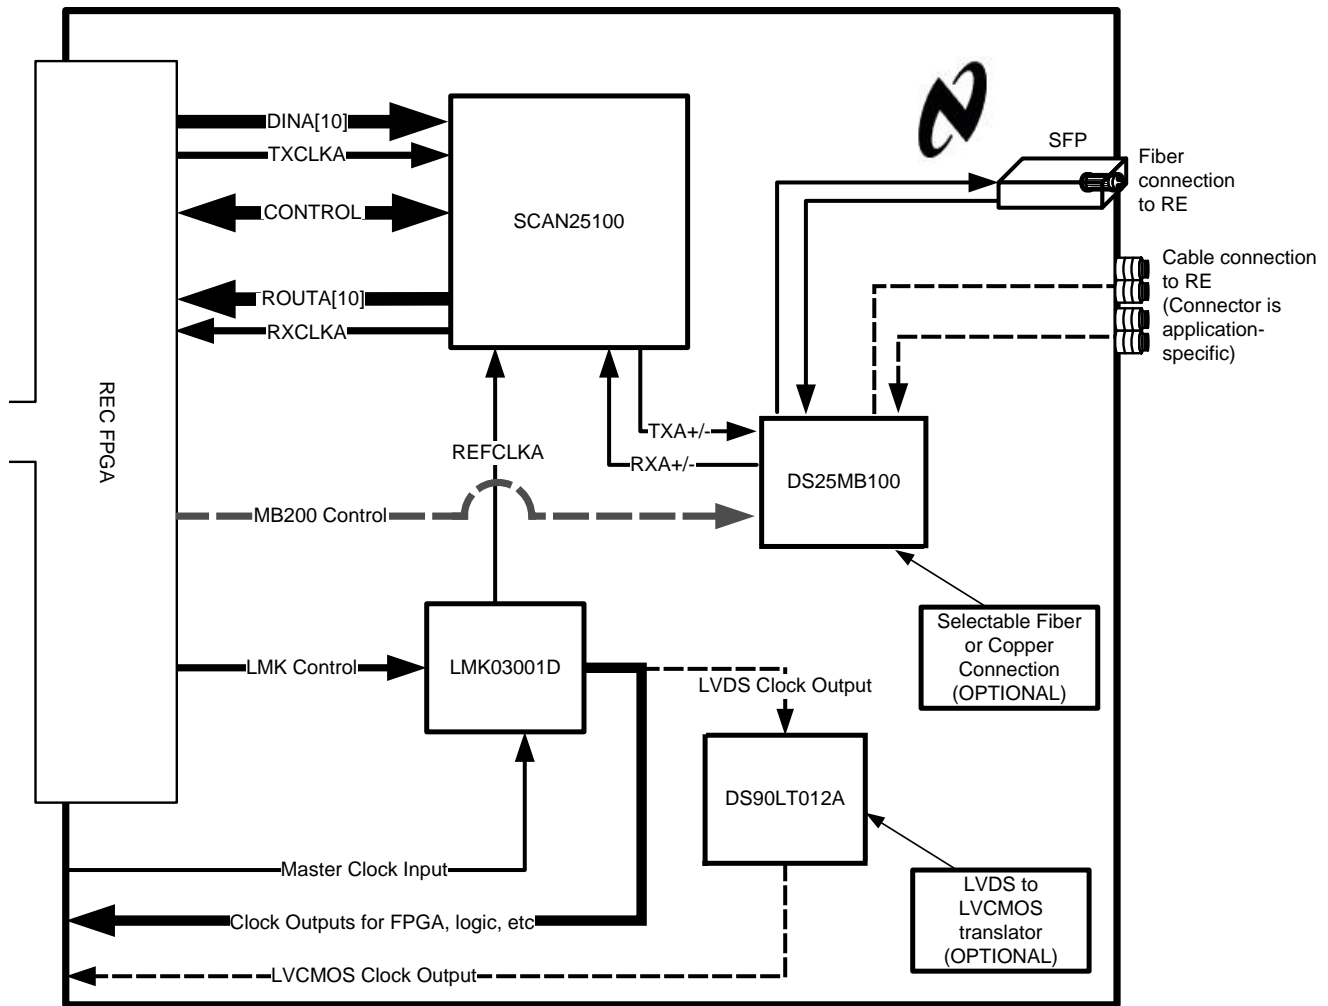 DINA[10]
TXCLKA
CONTROL
ROUTA[10]
RXCLKA
SCAN25100
SFP
Fiber
connection
to RE
Cable connection
to RE
(Connector is
application-
specific)
REC FPGA
REFCLKA
TXA+/-
RXA+/-
DS25MB100
MB200 Control
LMK Control
LMK03001D
LVDS Clock Output
Selectable Fiber
or Copper
Connection
(OPTIONAL)
DS90LT012A
Master Clock Input
Clock Outputs for FPGA, logic, etc
LVCMOS Clock Output
LVDS to
LVCMOS
translator
(OPTIONAL)